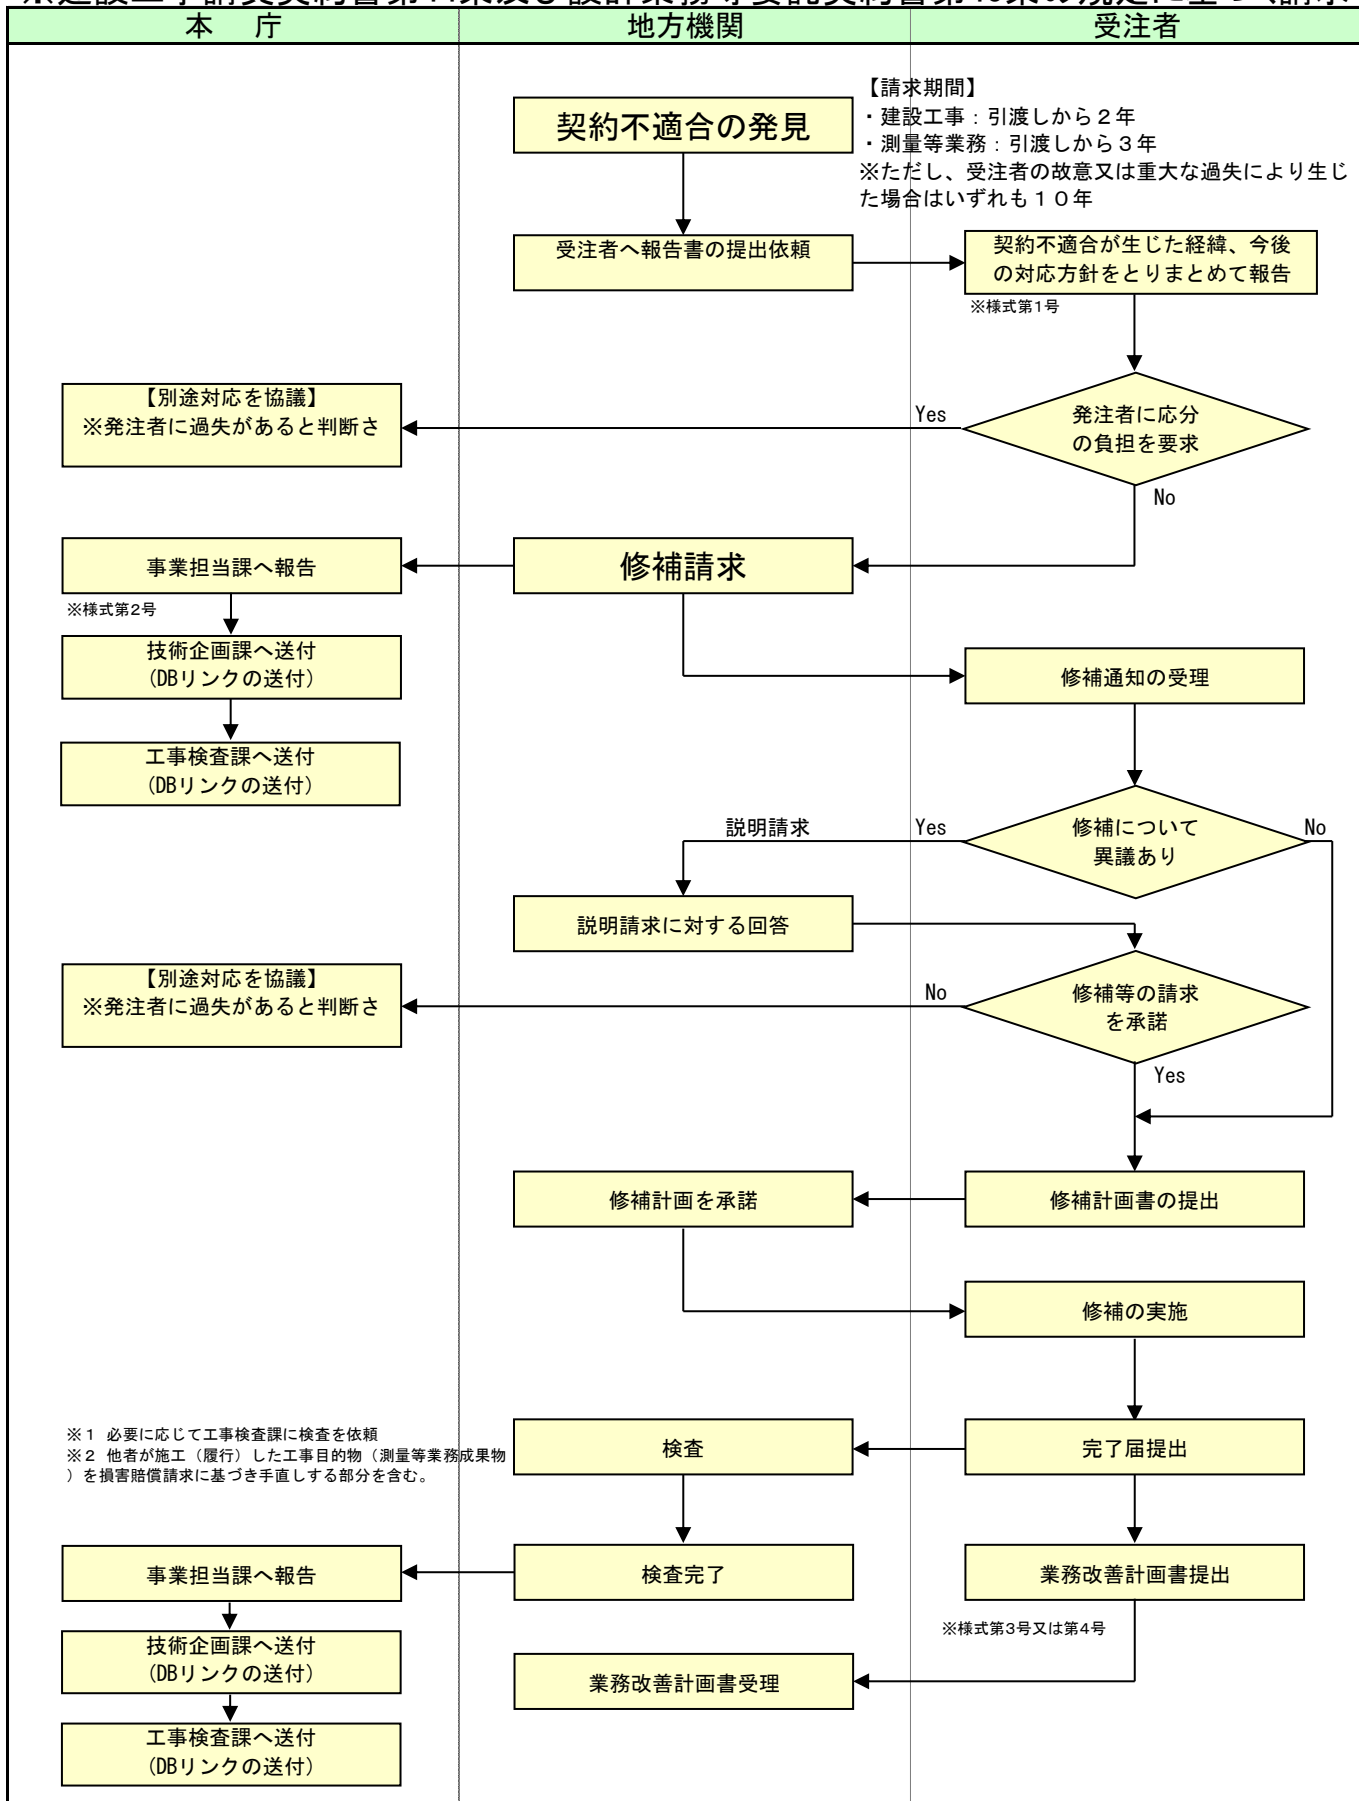 本　庁
地方機関
受注者
契約不適合の発見
【請求期間】
・建設工事：引渡しから２年
・測量等業務：引渡しから３年
※ただし、受注者の故意又は重大な過失により生じ
た場合はいずれも１０年
受注者へ報告書の提出依頼
契約不適合が生じた経緯、今後
の対応方針をとりまとめて報告
※様式第1号
【別途対応を協議】
※発注者に過失があると判断さ
Yes
発注者に応分
の負担を要求
No
事業担当課へ報告
修補請求
※様式第2号
技術企画課へ送付
(DBリンクの送付)
修補通知の受理
工事検査課へ送付
(DBリンクの送付)
説明請求
Yes
修補について
異議あり
No
説明請求に対する回答
【別途対応を協議】
※発注者に過失があると判断さ
No
修補等の請求
を承諾
Yes
修補計画を承諾
修補計画書の提出
修補の実施
※１ 必要に応じて工事検査課に検査を依頼
※２ 他者が施工（履行）した工事目的物（測量等業務成果物
）を損害賠償請求に基づき手直しする部分を含む。
検査
完了届提出
事業担当課へ報告
検査完了
業務改善計画書提出
※様式第3号又は第4号
技術企画課へ送付
(DBリンクの送付)
業務改善計画書受理
工事検査課へ送付
(DBリンクの送付)